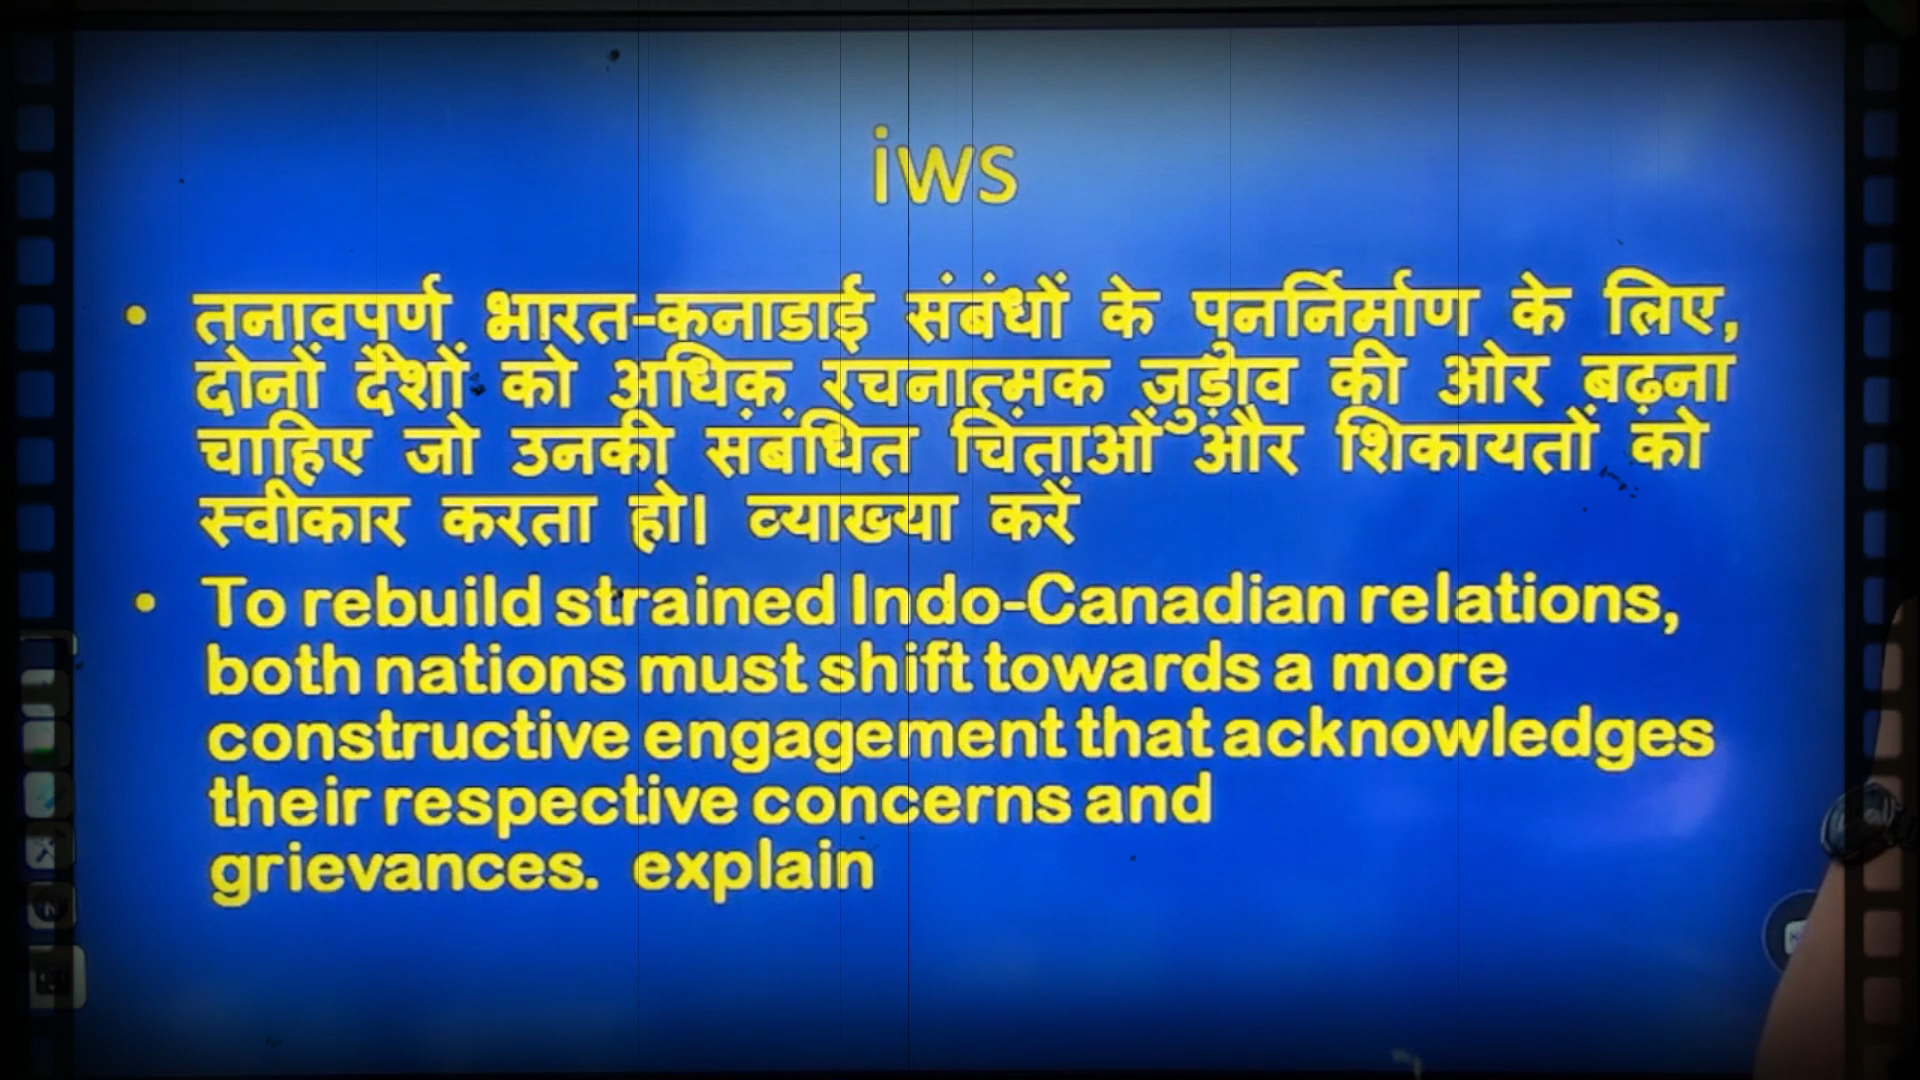 iws
• तनावपूर्ण भारत-कनाडाई संबंधों के पुनर्निर्माण के लिए,
दोनों देशों को अधिक रचनात्मक जुड़ाव की ओर बढ़ना
चाहिए जो उनकी संबंधित चिंताओं और शिकायतों को
स्वीकार करता हो। व्याख्या करें
• To rebuild strained Indo-Canadian relations,
both nations must shift towards a more
constructive engagement that acknowledges
their respective concerns and
grievances. explain